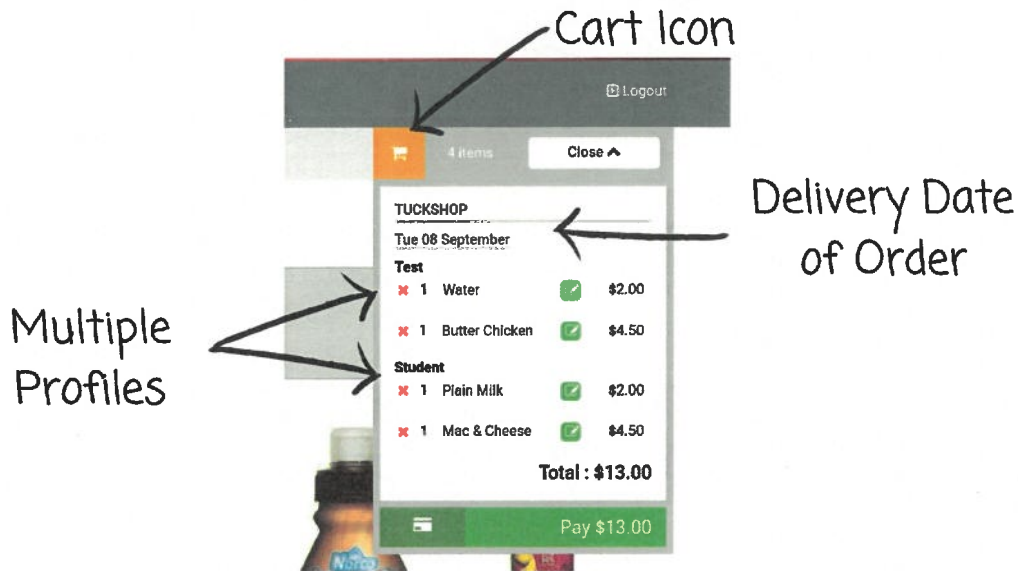 Cart Icon
Logout
4 items
Close
TUCKSHOP
Delivery Date
of Order
Tue 08 September
Test
1 Water $2.00
1 Butter Chicken $4.50
Multiple
Profiles
Student
1 Plain Milk $2.00
1 Mac & Cheese $4.50
Total : $13.00
Pay $13.00
Norco